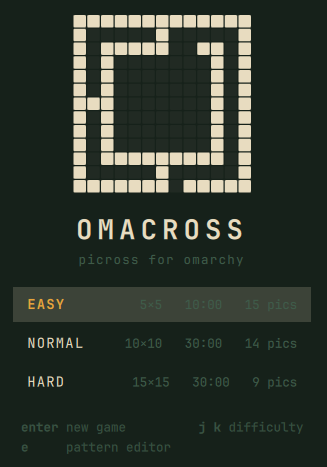 OMACROSS
picross for omarchy
EASY 5×5 10:00 15 pics
NORMAL 10×10 30:00 14 pics
HARD 15×15 30:00 9 pics
enter new game j k difficulty
e pattern editor